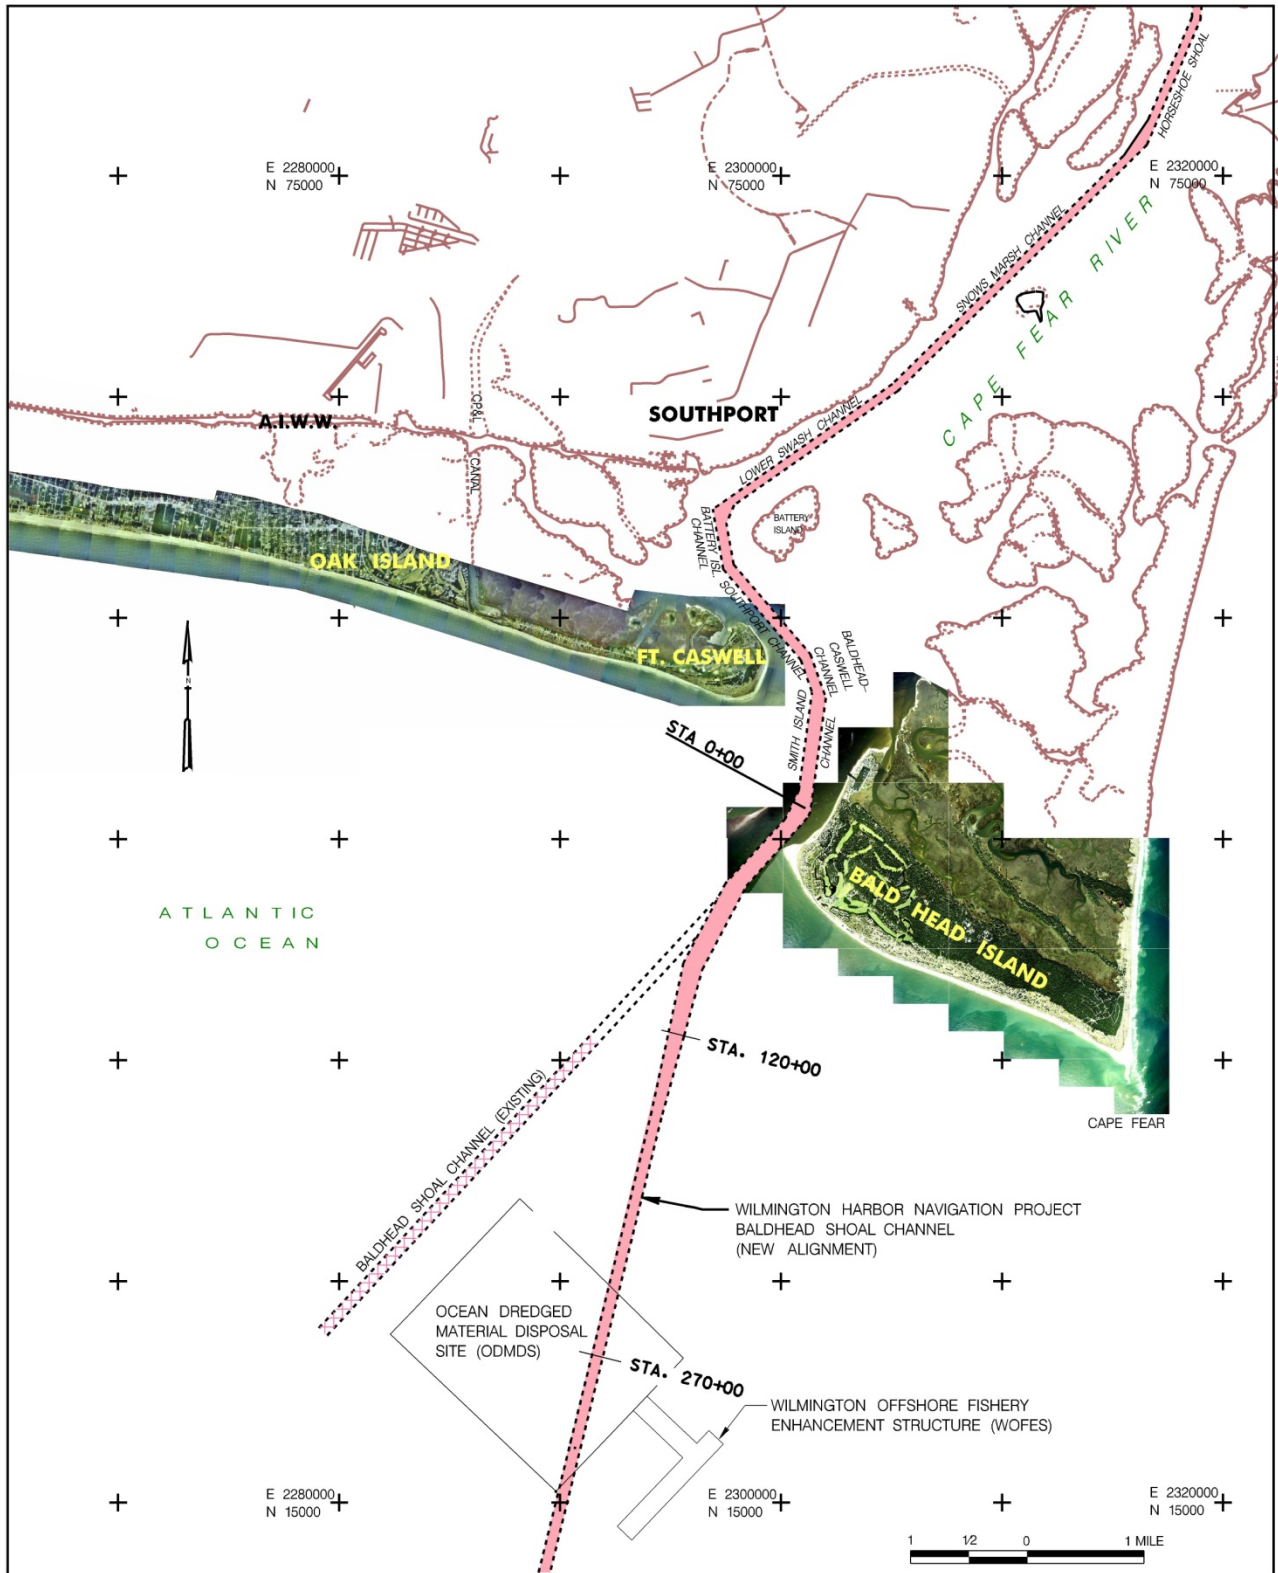 HORSESHOE SHOAL
E 2280000
N 75000
E 2300000
N 75000
E 2320000
N 75000
SNOWS MARSH CHANNEL
CAPE FEAR RIVER
A.I.W.W.
CP&L
CANAL
SOUTHPORT
LOWER SWASH CHANNEL
BATTERY
ISLAND
BATTERY ISL.
CHANNEL
SOUTHPORT CHANNEL
OAK ISLAND
FT. CASWELL
BALDHEAD-
CASWELL
CHANNEL
SMITH ISLAND
CHANNEL
N
STA 0+00
ATLANTIC
OCEAN
BALD HEAD ISLAND
STA. 120+00
CAPE FEAR
BALDHEAD SHOAL CHANNEL (EXISTING)
WILMINGTON HARBOR NAVIGATION PROJECT
BALDHEAD SHOAL CHANNEL
(NEW ALIGNMENT)
OCEAN DREDGED
MATERIAL DISPOSAL
SITE (ODMDS)
STA. 270+00
WILMINGTON OFFSHORE FISHERY
ENHANCEMENT STRUCTURE (WOFES)
E 2280000
N 15000
E 2300000
N 15000
E 2320000
N 15000
1 1/2 0 1 MILE